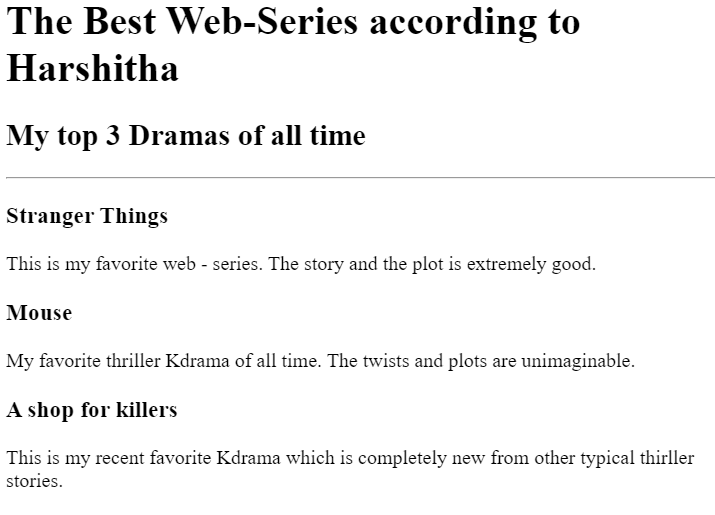 The Best Web-Series according to
Harshitha
My top 3 Dramas of all time
Stranger Things
This is my favorite web - series. The story and the plot is extremely good.
Mouse
My favorite thriller Kdrama of all time. The twists and plots are unimaginable.
A shop for killers
This is my recent favorite Kdrama which is completely new from other typical thirller
stories.